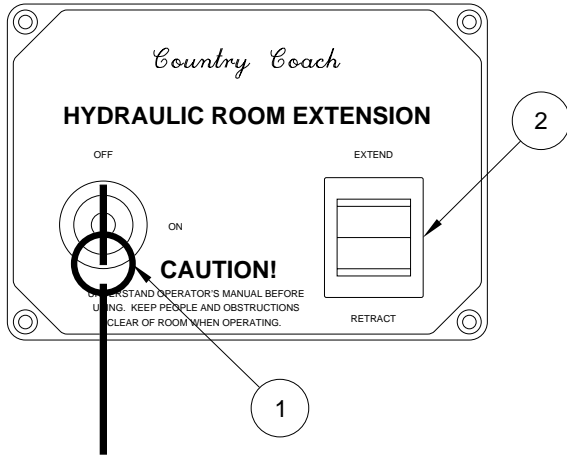 Country Coach
HYDRAULIC ROOM EXTENSION
2
OFF
EXTEND
ON
CAUTION!
OPERATOR'S MANUAL BEFORE
KEEP PEOPLE AND OBSTRUCTIONS
CLEAR OF ROOM WHEN OPERATING.
RETRACT
1